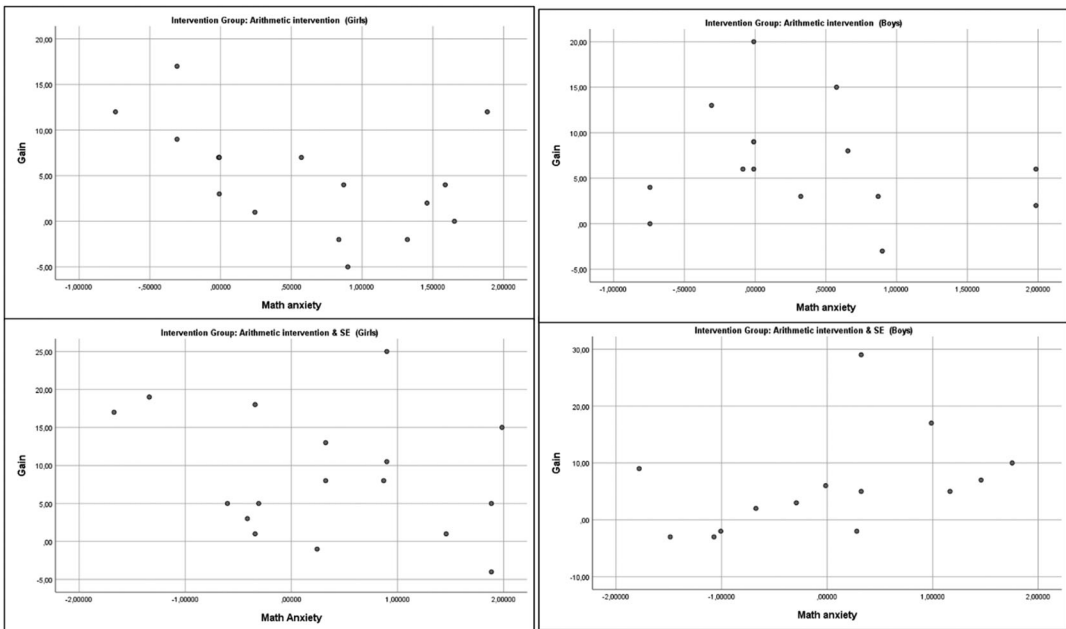 Intervention Group: Arithmetic intervention (Girls)
20,00
15,00
10,00
5,00
,00
-5,00
Gain
-1,00000 -,50000 ,00000 ,50000 1,00000 1,50000 2,00000
Math anxiety
Intervention Group: Arithmetic intervention (Boys)
20,00
15,00
10,00
5,00
,00
-5,00
Gain
-1,00000 -,50000 ,00000 ,50000 1,00000 1,50000 2,00000
Math anxiety
Intervention Group: Arithmetic intervention & SE (Girls)
25,00
20,00
15,00
10,00
5,00
,00
-5,00
Gain
-2,00000 -1,00000 ,00000 1,00000 2,00000
Math Anxiety
Intervention Group: Arithmetic intervention & SE (Boys)
30,00
20,00
10,00
,00
-10,00
Gain
-2,00000 -1,00000 ,00000 1,00000 2,00000
Math anxiety